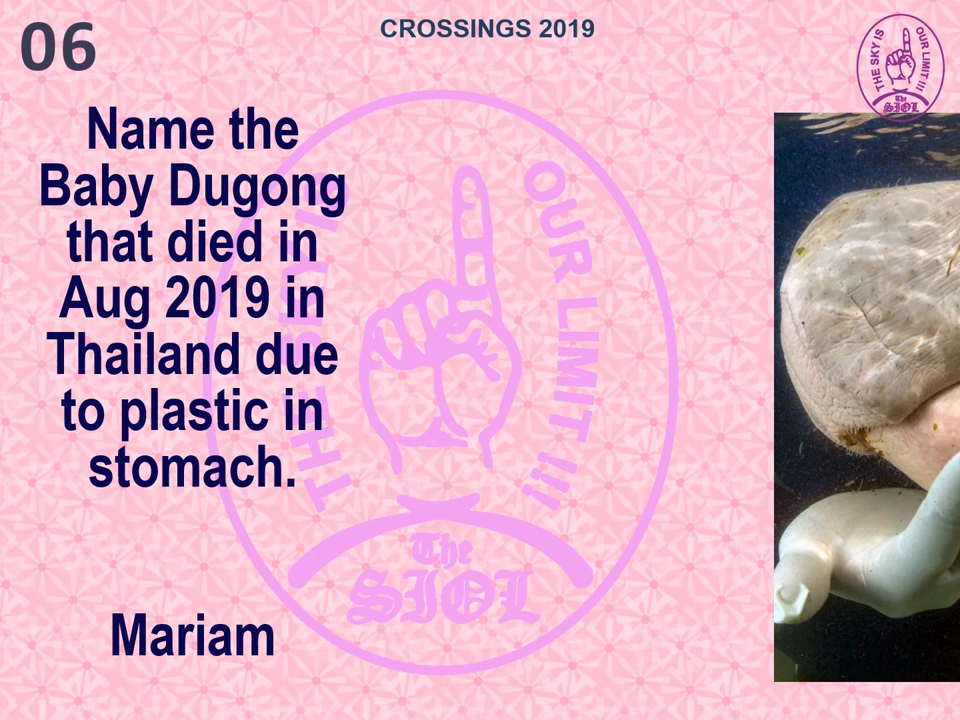 06
CROSSINGS 2019
THE SKY IS
OUR LIMIT !!!
The
SIOL
Name the
Baby Dugong
that died in
Aug 2019 in
Thailand due
to plastic in
stomach.
Mariam
THE SKY IS
OUR LIMIT !!!
The
SIOL